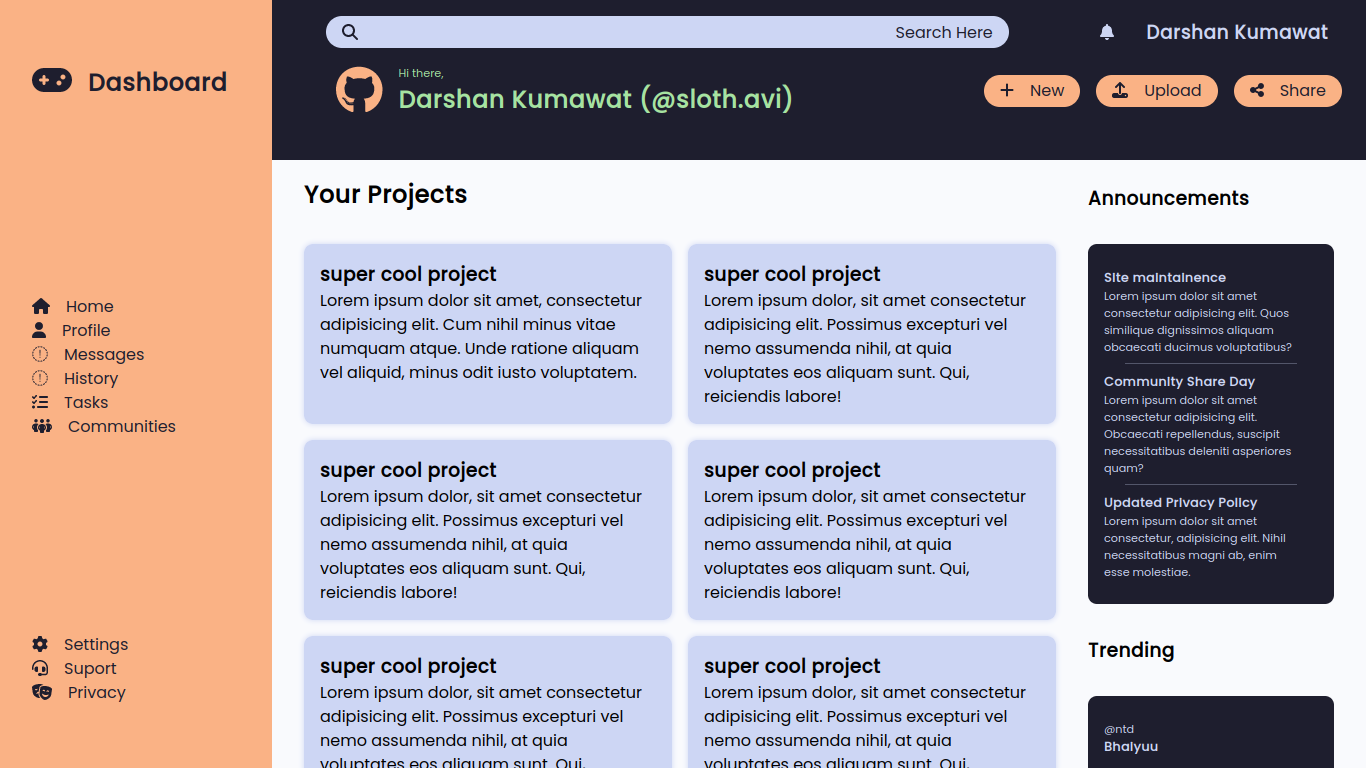 Dashboard
Home
Profile
Messages
History
Tasks
Communities
Settings
Suport
Privacy
Search Here
Darshan Kumawat
Hi there,
Darshan Kumawat (@sloth.avi)
New
Upload
Share
Your Projects
super cool project
Lorem ipsum dolor sit amet, consectetur
adipisicing elit. Cum nihil minus vitae
numquam atque. Unde ratione aliquam
vel aliquid, minus odit iusto voluptatem.
super cool project
Lorem ipsum dolor, sit amet consectetur
adipisicing elit. Possimus excepturi vel
nemo assumenda nihil, at quia
voluptates eos aliquam sunt. Qui,
reiciendis labore!
super cool project
Lorem ipsum dolor, sit amet consectetur
adipisicing elit. Possimus excepturi vel
nemo assumenda nihil, at quia
voluptates eos aliquam sunt. Qui,
reiciendis labore!
super cool project
Lorem ipsum dolor, sit amet consectetur
adipisicing elit. Possimus excepturi vel
nemo assumenda nihil, at quia
voluptates eos aliquam sunt. Qui,
reiciendis labore!
super cool project
Lorem ipsum dolor, sit amet consectetur
adipisicing elit. Possimus excepturi vel
nemo assumenda nihil, at quia
voluptates eos aliquam sunt. Qui,
super cool project
Lorem ipsum dolor, sit amet consectetur
adipisicing elit. Possimus excepturi vel
nemo assumenda nihil, at quia
voluptates eos aliquam sunt. Qui,
Announcements
Site maintainence
Lorem ipsum dolor sit amet
consectetur adipisicing elit. Quos
similique dignissimos aliquam
obcaecati ducimus voluptatibus?
Community Share Day
Lorem ipsum dolor sit amet
consectetur adipisicing elit.
Obcaecati repellendus, suscipit
necessitatibus deleniti asperiores
quam?
Updated Privacy Policy
Lorem ipsum dolor sit amet
consectetur, adipisicing elit. Nihil
necessitatibus magni ab, enim
esse molestiae.
Trending
@ntd
Bhaiyuu